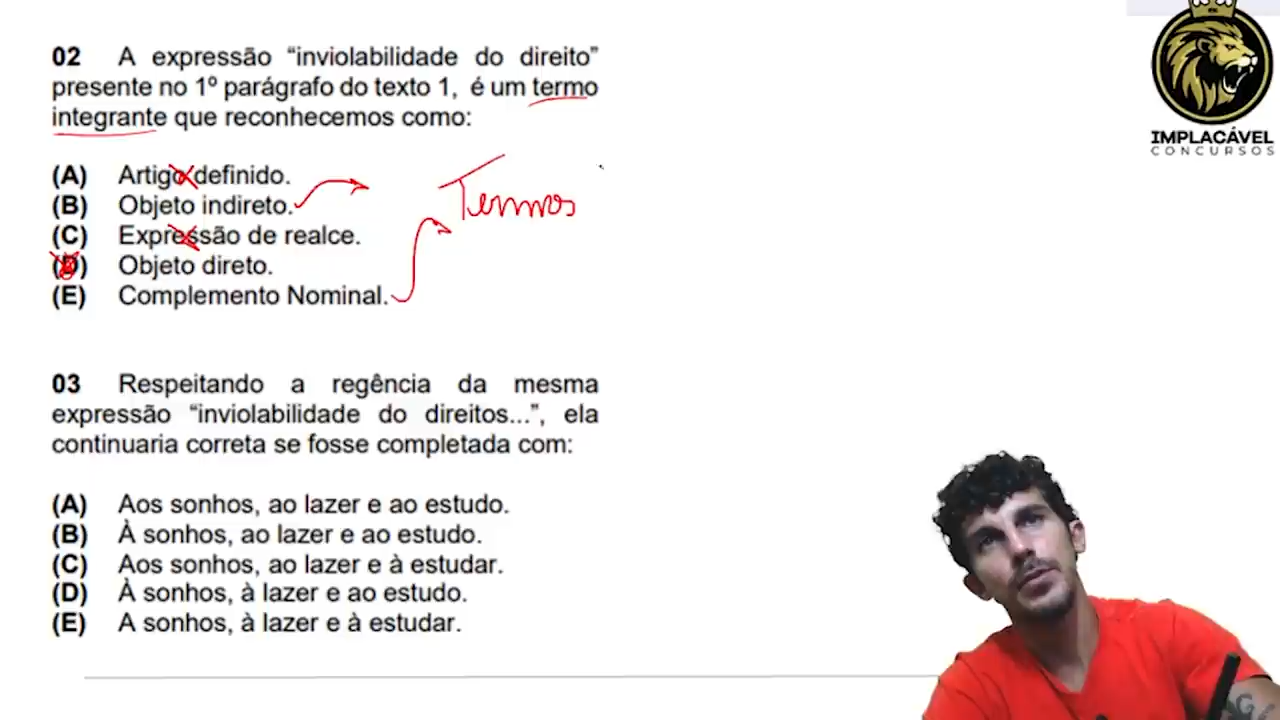 02 A expressão “inviolabilidade do direito”
presente no 1º parágrafo do texto 1, é um termo
integrante que reconhecemos como:
(A) Artigo definido.
(B) Objeto indireto.
(C) Expressão de realce.
(D) Objeto direto.
(E) Complemento Nominal.
Termos
03 Respeitando a regência da mesma
expressão “inviolabilidade do direitos...”, ela
continuaria correta se fosse completada com:
(A) Aos sonhos, ao lazer e ao estudo.
(B) À sonhos, ao lazer e ao estudo.
(C) Aos sonhos, ao lazer e à estudar.
(D) À sonhos, à lazer e ao estudo.
(E) A sonhos, à lazer e à estudar.
IMPLACÁVEL
CONCURSOS